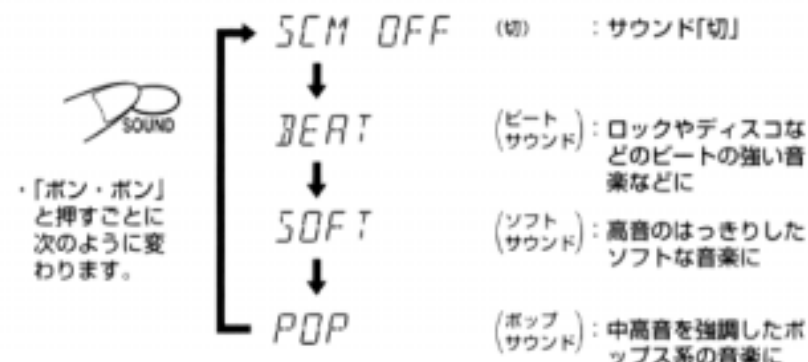 SCM OFF (切) : サウンド「切」
SOUND
BEAT (ビートサウンド) : ロックやディスコな
どのビートの強い音
楽などに
・「ポン・ポン」
と押すごとに
次のように変
わります。
SOFT (ソフトサウンド) : 高音のはっきりした
ソフトな音楽に
POP (ポップサウンド) : 中高音を強調したポ
ップス系の音楽に